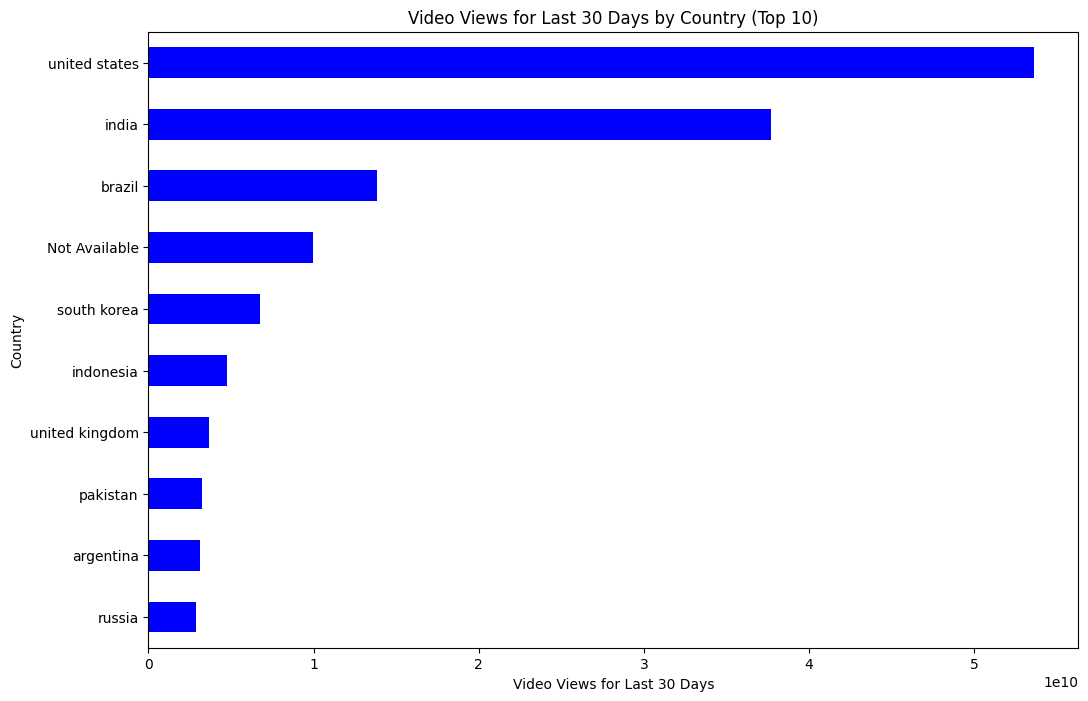 Video Views for Last 30 Days by Country (Top 10)
united states
india
brazil
Not Available
south korea
indonesia
united kingdom
pakistan
argentina
russia
Country
0 1 2 3 4 5
1e10
Video Views for Last 30 Days